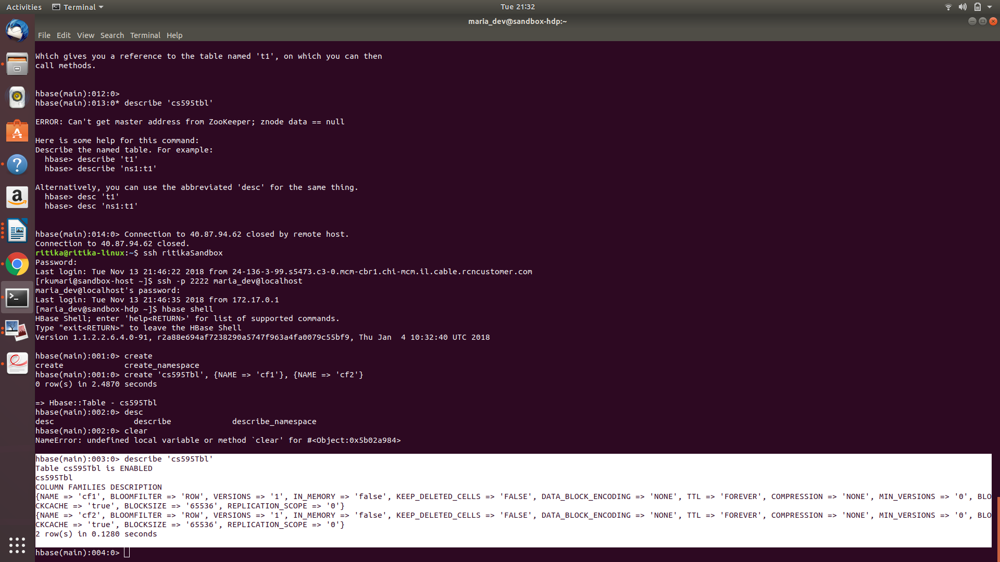 Activities Terminal Tue 21:32
maria_dev@sandbox-hdp:~
File Edit View Search Terminal Help
Which gives you a reference to the table named 't1', on which you can then
call methods.
hbase(main):012:0>
hbase(main):013:0* describe 'cs595tbl'
ERROR: Can't get master address from ZooKeeper; znode data == null
Here is some help for this command:
Describe the named table. For example:
  hbase> describe 't1'
  hbase> describe 'ns1:t1'
Alternatively, you can use the abbreviated 'desc' for the same thing.
  hbase> desc 't1'
  hbase> desc 'ns1:t1'
hbase(main):014:0> Connection to 40.87.94.62 closed by remote host.
Connection to 40.87.94.62 closed.
ritika@ritika-linux:~$ ssh ritikaSandbox
Password:
Last login: Tue Nov 13 21:46:22 2018 from 24-136-3-99.s5473.c3-0.mcm-cbr1.chi-mcm.il.cable.rcncustomer.com
[rkumari@sandbox-host ~]$ ssh -p 2222 maria_dev@localhost
maria_dev@localhost's password:
Last login: Tue Nov 13 21:46:35 2018 from 172.17.0.1
[maria_dev@sandbox-hdp ~]$ hbase shell
HBase Shell; enter 'help<RETURN>' for list of supported commands.
Type "exit<RETURN>" to leave the HBase Shell
Version 1.1.2.2.6.4.0-91, r2a88e694af7238290a5747f963a4fa0079c55bf9, Thu Jan  4 10:32:40 UTC 2018
hbase(main):001:0> create
create             create_namespace
hbase(main):001:0> create 'cs595Tbl', {NAME => 'cf1'}, {NAME => 'cf2'}
0 row(s) in 2.4870 seconds
=> Hbase::Table - cs595Tbl
hbase(main):002:0> desc
desc                 describe             describe_namespace
hbase(main):002:0> clear
NameError: undefined local variable or method `clear' for #<Object:0x5b02a984>
hbase(main):003:0> describe 'cs595Tbl'
Table cs595Tbl is ENABLED
cs595Tbl
COLUMN FAMILIES DESCRIPTION
{NAME => 'cf1', BLOOMFILTER => 'ROW', VERSIONS => '1', IN_MEMORY => 'false', KEEP_DELETED_CELLS => 'FALSE', DATA_BLOCK_ENCODING => 'NONE', TTL => 'FOREVER', COMPRESSION => 'NONE', MIN_VERSIONS => '0', BLO
CKCACHE => 'true', BLOCKSIZE => '65536', REPLICATION_SCOPE => '0'}
{NAME => 'cf2', BLOOMFILTER => 'ROW', VERSIONS => '1', IN_MEMORY => 'false', KEEP_DELETED_CELLS => 'FALSE', DATA_BLOCK_ENCODING => 'NONE', TTL => 'FOREVER', COMPRESSION => 'NONE', MIN_VERSIONS => '0', BLO
CKCACHE => 'true', BLOCKSIZE => '65536', REPLICATION_SCOPE => '0'}
2 row(s) in 0.1280 seconds
hbase(main):004:0>